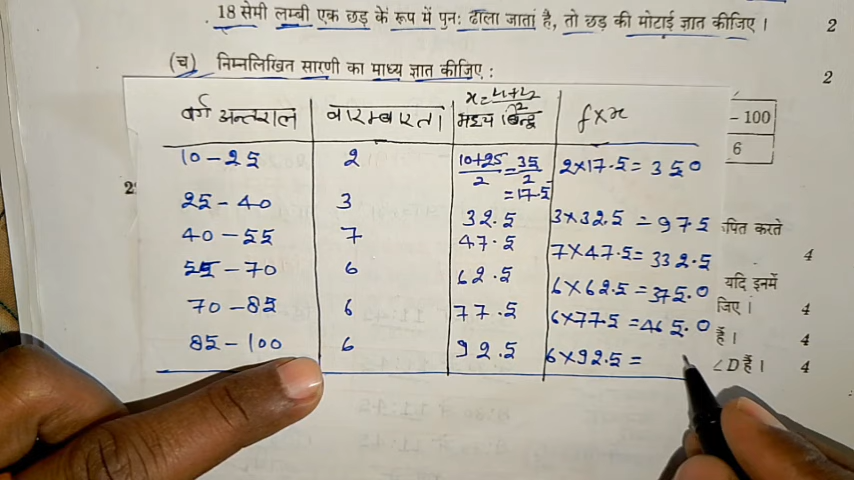 18 सेमी लम्बी एक छड़ के रूप में पुनः ढाला जाता है, तो छड़ की मोटाई ज्ञात कीजिए। 2
(च) निम्नलिखित सारणी का माध्य ज्ञात कीजिए : 2
वर्ग अन्तराल वारम्बारता मध्य बिन्दु f×x
- 100
6
10-25 2 10+25/2 = 35/2 = 17.5 2×17.5= 35.0
25-40 3 32.5 3×32.5 = 97.5
40-55 7 47.5 7×47.5= 332.5
55-70 6 62.5 6×62.5= 375.0
70-85 6 77.5 6×77.5 = 465.0
85-100 6 92.5 6×92.5 =
2
पित करते
4
यदि इनमें
जिए। 4
हैं। 4
∠D हैं। 4